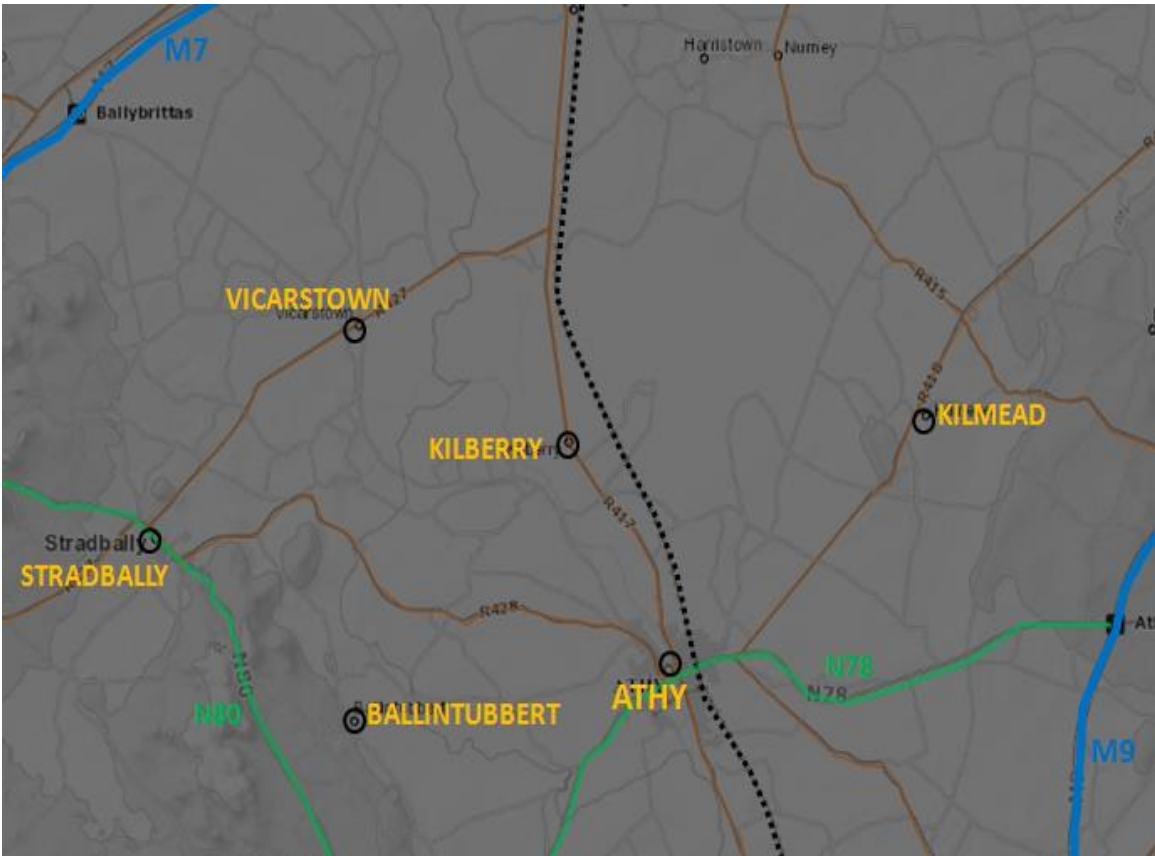 Harristown
Nurney
M7
Ballybrittas
R415
VICARSTOWN
Vicarstown
R418
KILMEAD
KILBERRY
R417
Stradbally
STRADBALLY
R428
N80
N80
BALLINTUBBERT
ATHY
N78
N78
M9